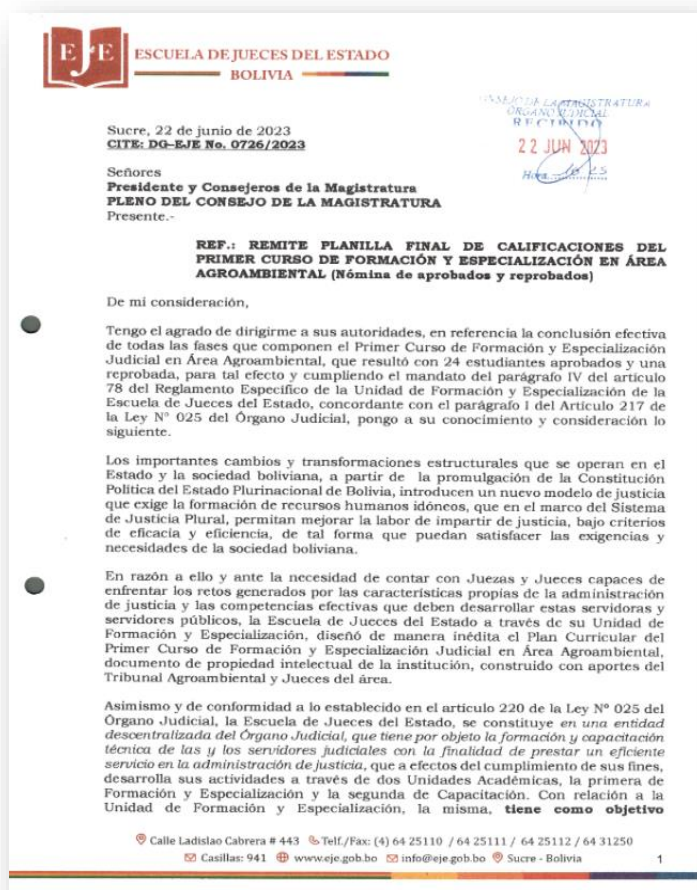 EJE
ESCUELA DE JUECES DEL ESTADO
BOLIVIA
CONSEJO DE LA MAGISTRATURA
ÓRGANO JUDICIAL
RECIBIDO
22 JUN 2023
Hora
Sucre, 22 de junio de 2023
CITE: DG-EJE No. 0726/2023
Señores
Presidente y Consejeros de la Magistratura
PLENO DEL CONSEJO DE LA MAGISTRATURA
Presente.-
REF.: REMITE PLANILLA FINAL DE CALIFICACIONES DEL
PRIMER CURSO DE FORMACIÓN Y ESPECIALIZACIÓN EN ÁREA
AGROAMBIENTAL (Nómina de aprobados y reprobados)
De mi consideración,
Tengo el agrado de dirigirme a sus autoridades, en referencia la conclusión efectiva
de todas las fases que componen el Primer Curso de Formación y Especialización
Judicial en Área Agroambiental, que resultó con 24 estudiantes aprobados y una
reprobada, para tal efecto y cumpliendo el mandato del parágrafo IV del artículo
78 del Reglamento Específico de la Unidad de Formación y Especialización de la
Escuela de Jueces del Estado, concordante con el parágrafo I del Artículo 217 de
la Ley N° 025 del Órgano Judicial, pongo a su conocimiento y consideración lo
siguiente.
Los importantes cambios y transformaciones estructurales que se operan en el
Estado y la sociedad boliviana, a partir de la promulgación de la Constitución
Política del Estado Plurinacional de Bolivia, introducen un nuevo modelo de justicia
que exige la formación de recursos humanos idóneos, que en el marco del Sistema
de Justicia Plural, permitan mejorar la labor de impartir de justicia, bajo criterios
de eficacia y eficiencia, de tal forma que puedan satisfacer las exigencias y
necesidades de la sociedad boliviana.
En razón a ello y ante la necesidad de contar con Juezas y Jueces capaces de
enfrentar los retos generados por las características propias de la administración
de justicia y las competencias efectivas que deben desarrollar estas servidoras y
servidores públicos, la Escuela de Jueces del Estado a través de su Unidad de
Formación y Especialización, diseñó de manera inédita el Plan Curricular del
Primer Curso de Formación y Especialización Judicial en Área Agroambiental,
documento de propiedad intelectual de la institución, construido con aportes del
Tribunal Agroambiental y Jueces del área.
Asimismo y de conformidad a lo establecido en el artículo 220 de la Ley N° 025 del
Órgano Judicial, la Escuela de Jueces del Estado, se constituye en una entidad
descentralizada del Órgano Judicial, que tiene por objeto la formación y capacitación
técnica de las y los servidores judiciales con la finalidad de prestar un eficiente
servicio en la administración de justicia, que a efectos del cumplimiento de sus fines,
desarrolla sus actividades a través de dos Unidades Académicas, la primera de
Formación y Especialización y la segunda de Capacitación. Con relación a la
Unidad de Formación y Especialización, la misma, tiene como objetivo
Calle Ladislao Cabrera # 443 Telf./Fax: (4) 64 25110 / 64 25111 / 64 25112 / 64 31250
Casillas: 941 www.eje.gob.bo info@eje.gob.bo Sucre - Bolivia 1